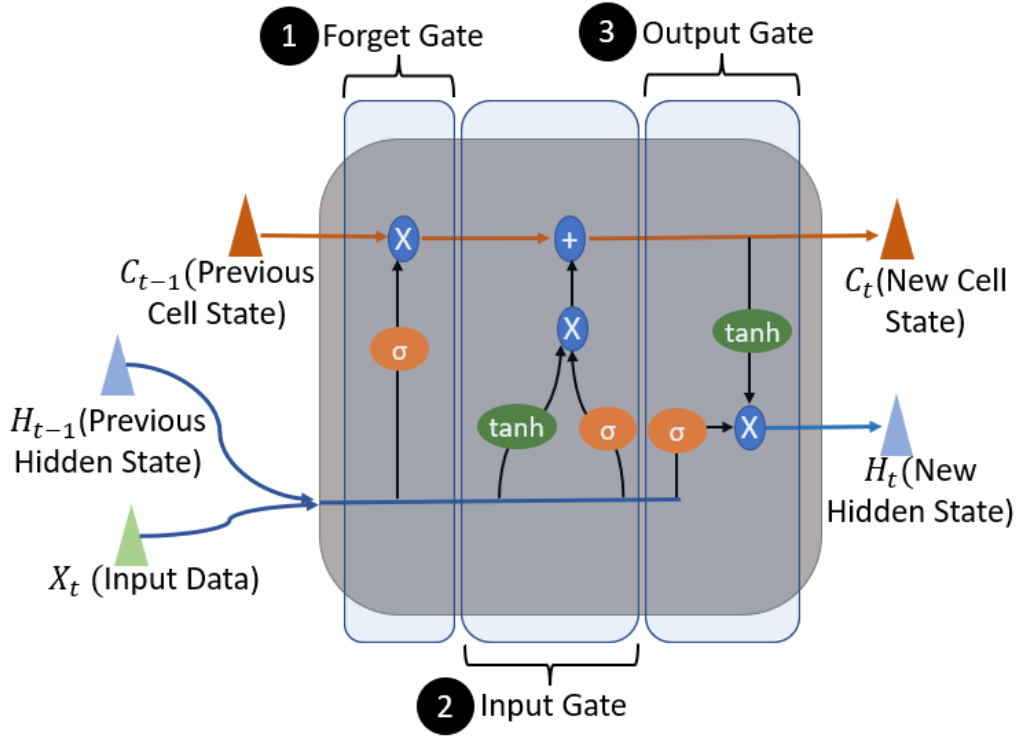 1 Forget Gate
3 Output Gate
X
+
C_{t-1}(Previous
Cell State)
C_t(New Cell
State)
X
tanh
σ
H_{t-1}(Previous
Hidden State)
tanh
σ
σ
X
H_t(New
Hidden State)
X_t (Input Data)
2 Input Gate